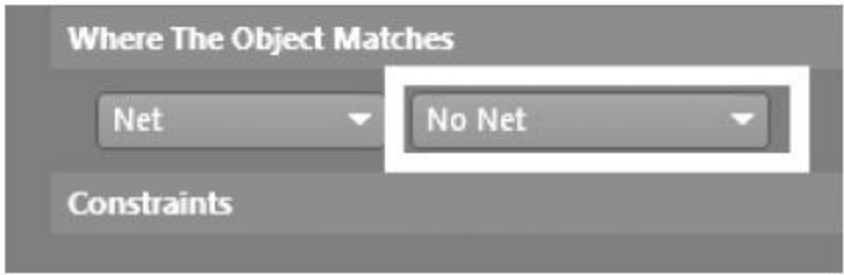 Where The Object Matches
Net No Net
Constraints